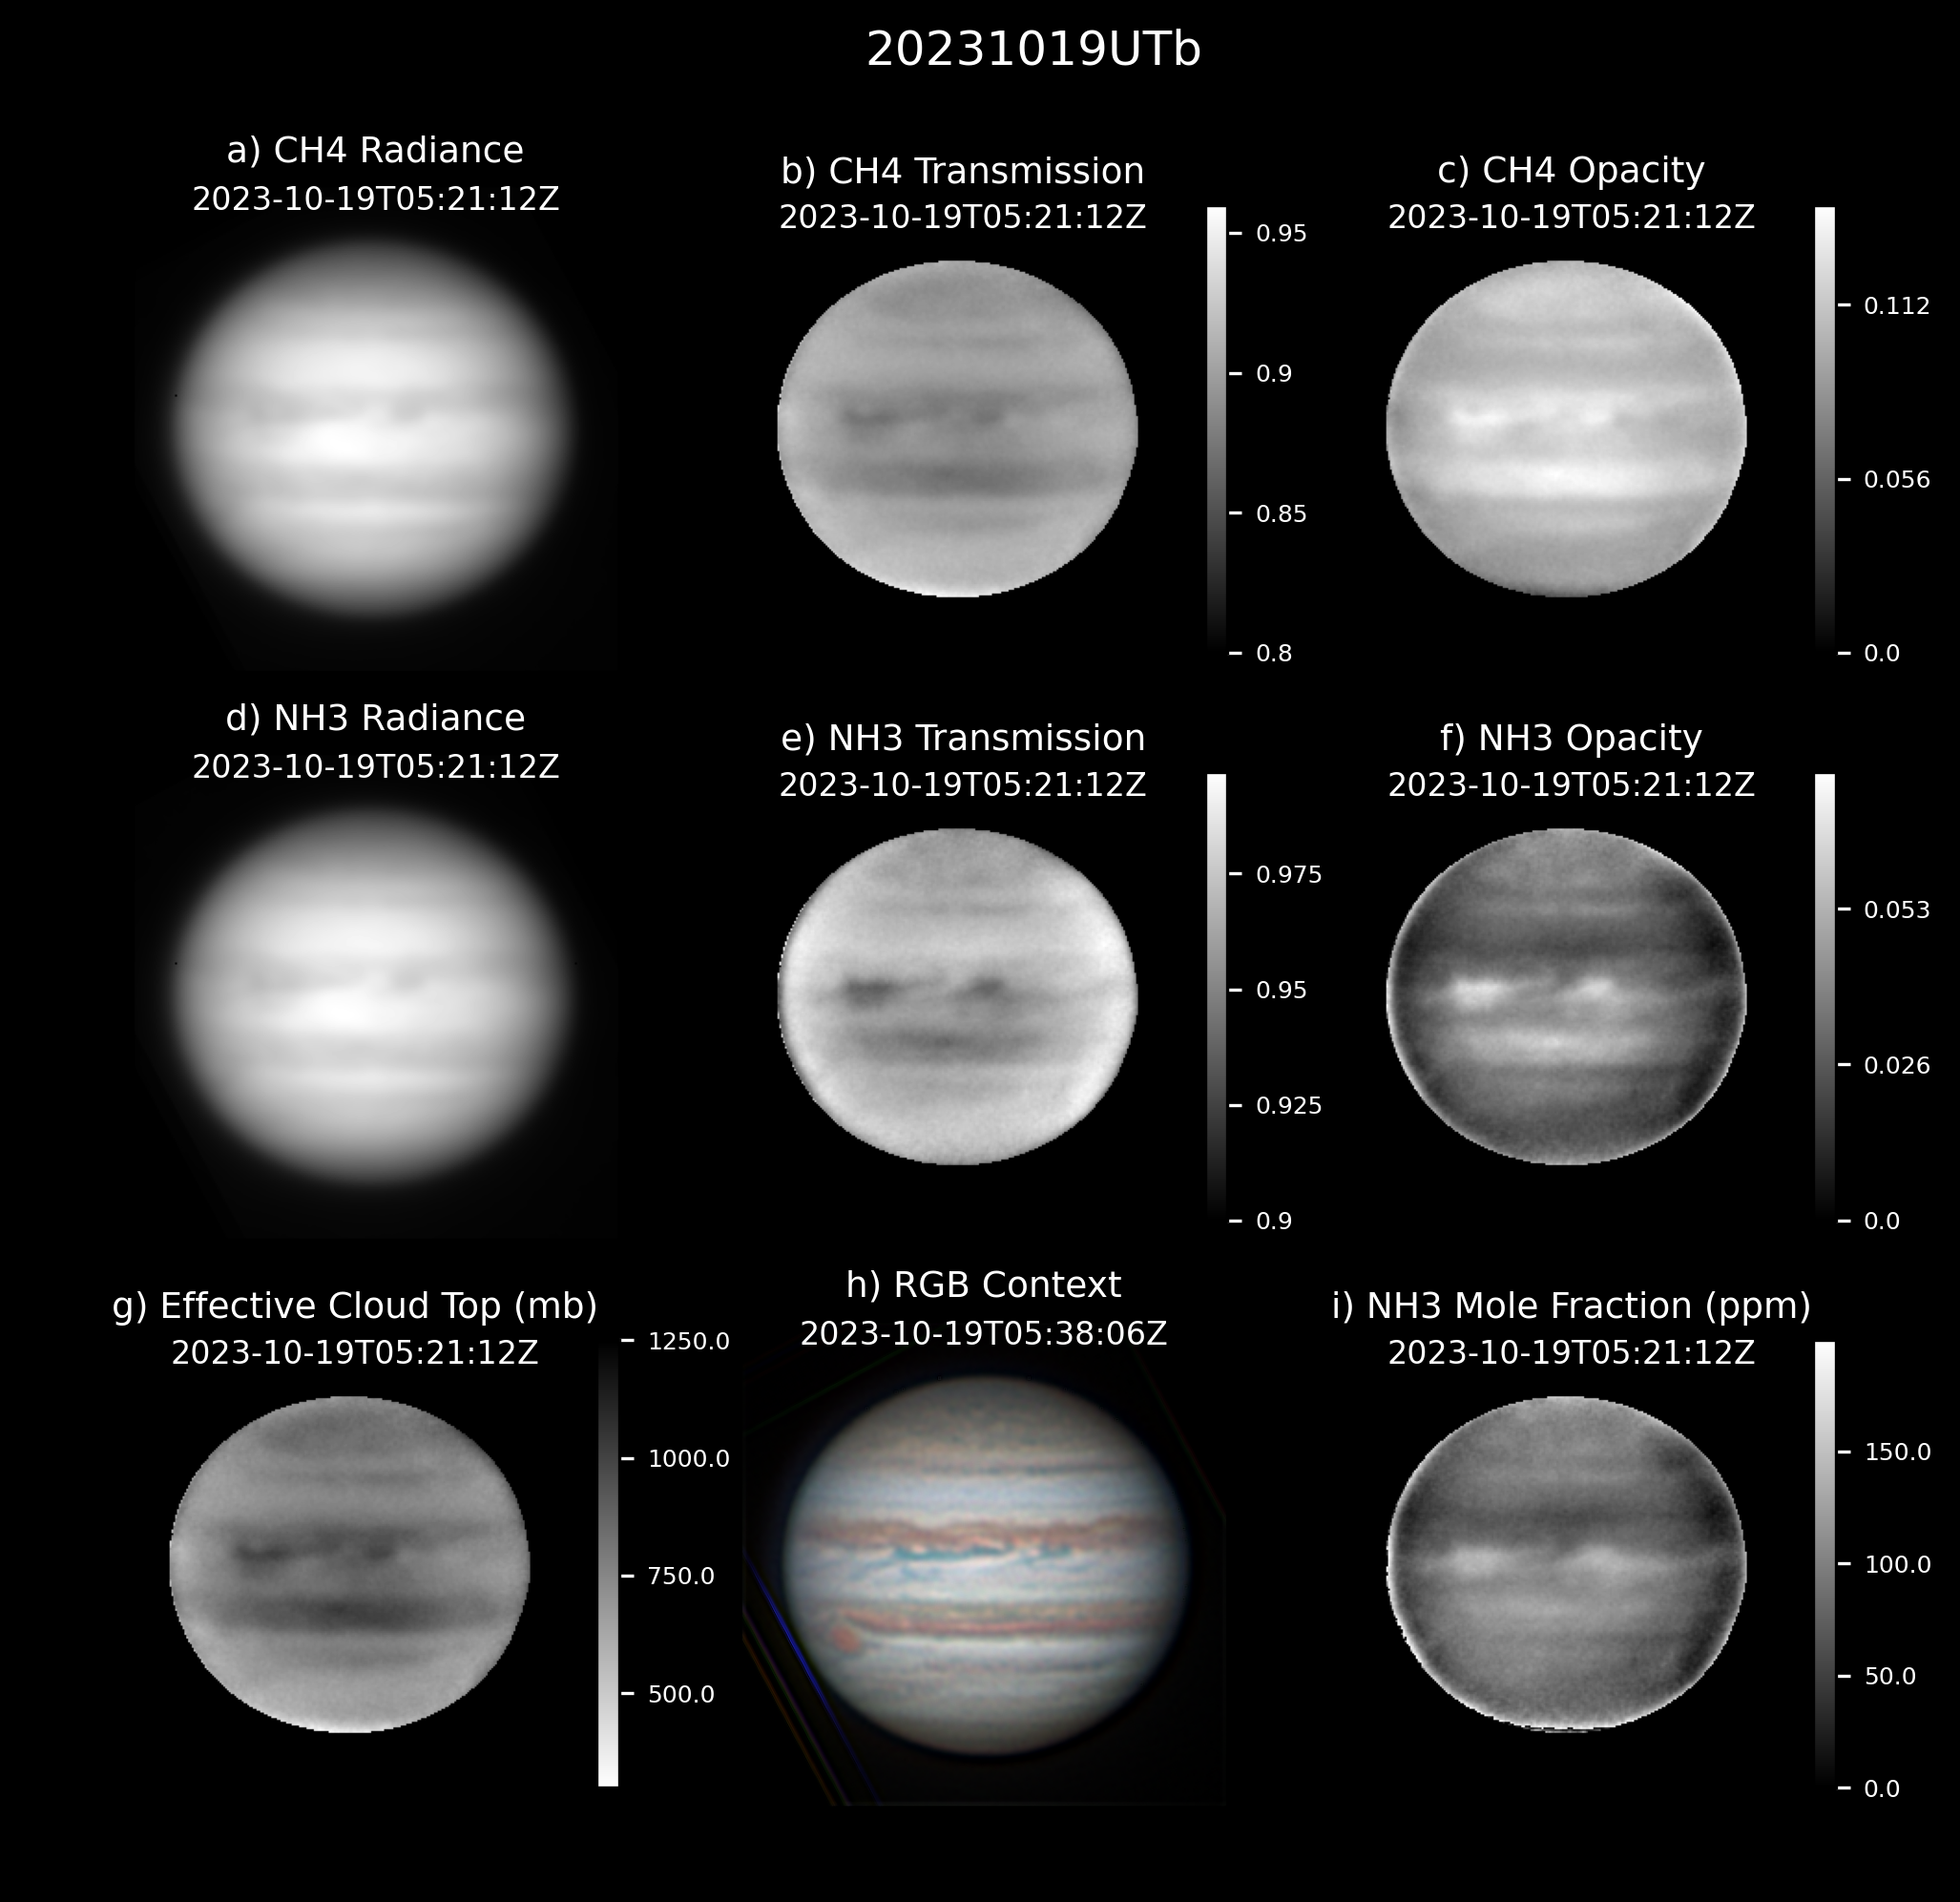 20231019UTb
a) CH4 Radiance
2023-10-19T05:21:12Z
b) CH4 Transmission
2023-10-19T05:21:12Z
0.95
0.9
0.85
0.8
c) CH4 Opacity
2023-10-19T05:21:12Z
0.112
0.056
0.0
d) NH3 Radiance
2023-10-19T05:21:12Z
e) NH3 Transmission
2023-10-19T05:21:12Z
0.975
0.95
0.925
0.9
f) NH3 Opacity
2023-10-19T05:21:12Z
0.053
0.026
0.0
g) Effective Cloud Top (mb)
2023-10-19T05:21:12Z
1250.0
1000.0
750.0
500.0
h) RGB Context
2023-10-19T05:38:06Z
i) NH3 Mole Fraction (ppm)
2023-10-19T05:21:12Z
150.0
100.0
50.0
0.0